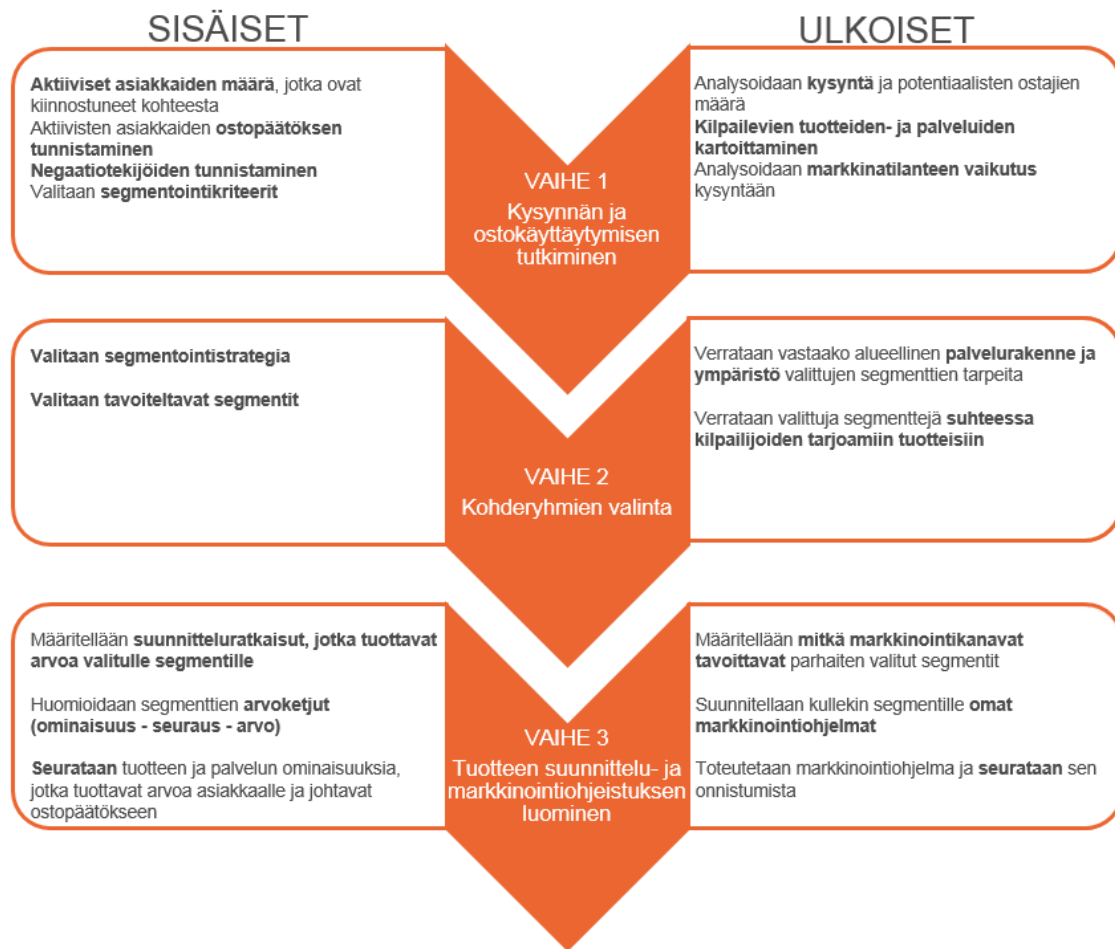 SISÄISET
ULKOISET
Aktiiviset asiakkaiden määrä, jotka ovat
kiinnostuneet kohteesta
Aktiivisten asiakkaiden ostopäätöksen
tunnistaminen
Negaatiotekijöiden tunnistaminen
Valitaan segmentointikriteerit
VAIHE 1
Kysynnän ja
ostokäyttäytymisen
tutkiminen
Analysoidaan kysyntä ja potentiaalisten ostajien
määrä
Kilpailevien tuotteiden- ja palveluiden
kartoittaminen
Analysoidaan markkinatilanteen vaikutus
kysyntään
Valitaan segmentointistrategia
Valitaan tavoiteltavat segmentit
VAIHE 2
Kohderyhmien valinta
Verrataan vastaako alueellinen palvelurakenne ja
ympäristö valittujen segmenttien tarpeita
Verrataan valittuja segmenttejä suhteessa
kilpailijoiden tarjoamiin tuotteisiin
Määritellään suunnitteluratkaisut, jotka tuottavat
arvoa valitulle segmentille
Huomioidaan segmenttien arvoketjut
(ominaisuus - seuraus - arvo)
Seurataan tuotteen ja palvelun ominaisuuksia,
jotka tuottavat arvoa asiakkaalle ja johtavat
ostopäätökseen
VAIHE 3
Tuotteen suunnittelu- ja
markkinointiohjeistuksen
luominen
Määritellään mitkä markkinointikanavat
tavoittavat parhaiten valitut segmentit
Suunnitellaan kullekin segmentille omat
markkinointiohjelmat
Toteutetaan markkinointiohjelma ja seurataan sen
onnistumista